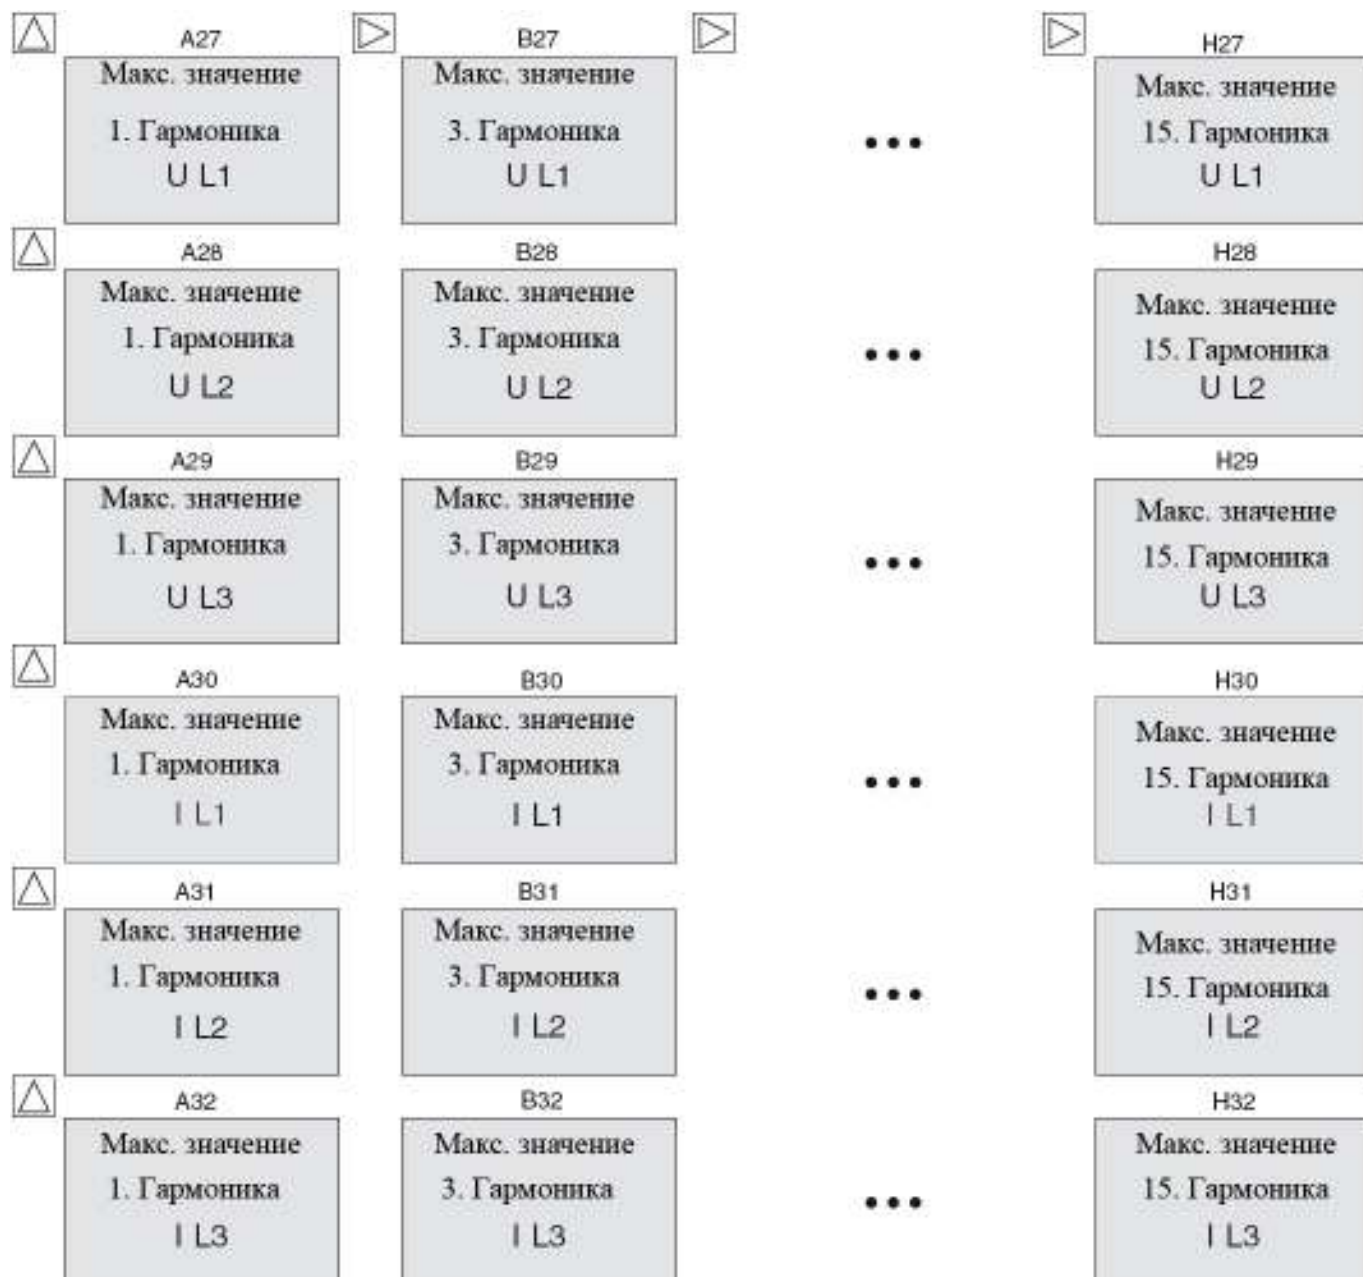 A27
B27
H27
Макс. значение
1. Гармоника
U L1
Макс. значение
3. Гармоника
U L1
Макс. значение
15. Гармоника
U L1
A28
B28
H28
Макс. значение
1. Гармоника
U L2
Макс. значение
3. Гармоника
U L2
Макс. значение
15. Гармоника
U L2
A29
B29
H29
Макс. значение
1. Гармоника
U L3
Макс. значение
3. Гармоника
U L3
Макс. значение
15. Гармоника
U L3
A30
B30
H30
Макс. значение
1. Гармоника
I L1
Макс. значение
3. Гармоника
I L1
Макс. значение
15. Гармоника
I L1
A31
B31
H31
Макс. значение
1. Гармоника
I L2
Макс. значение
3. Гармоника
I L2
Макс. значение
15. Гармоника
I L2
A32
B32
H32
Макс. значение
1. Гармоника
I L3
Макс. значение
3. Гармоника
I L3
Макс. значение
15. Гармоника
I L3